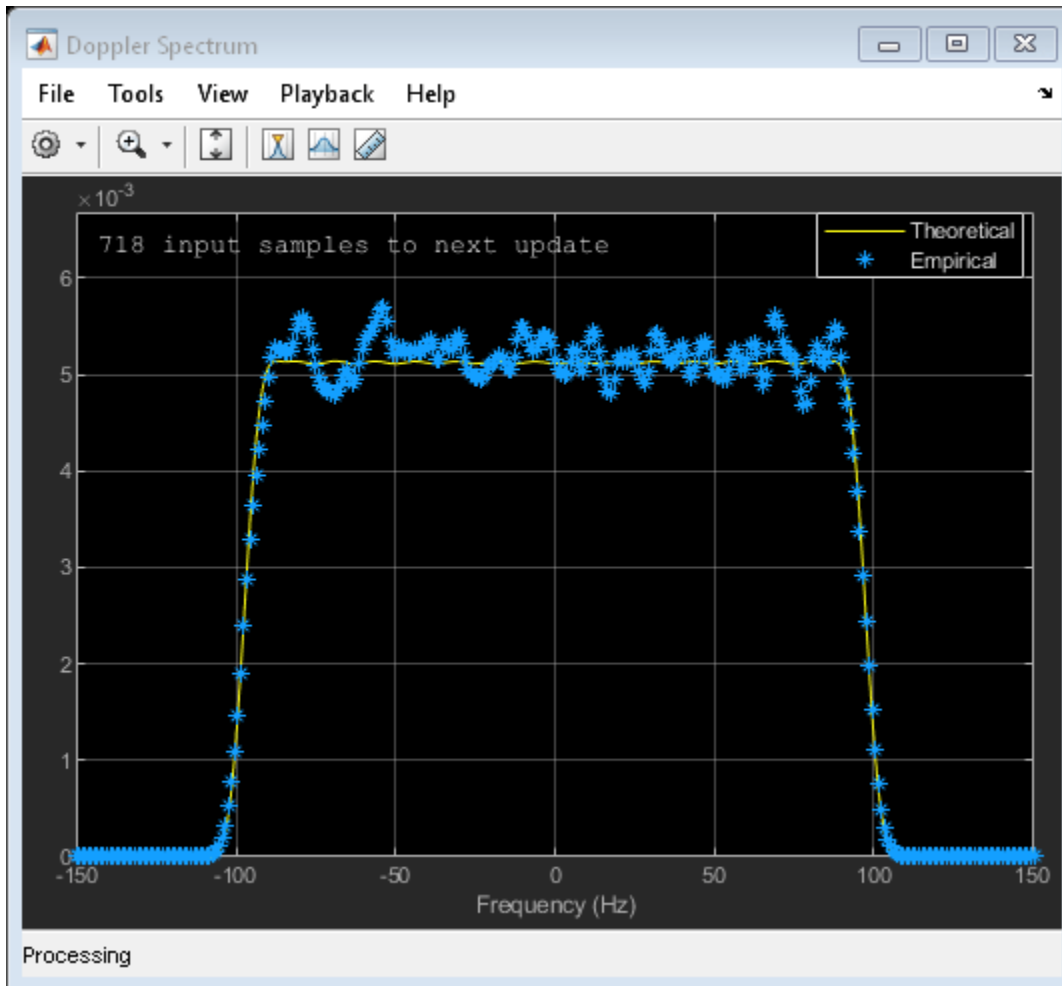 Doppler Spectrum
File Tools View Playback Help
×10-3
718 input samples to next update
Theoretical
Empirical
6
5
4
3
2
1
0
-150 -100 -50 0 50 100 150
Frequency (Hz)
Processing